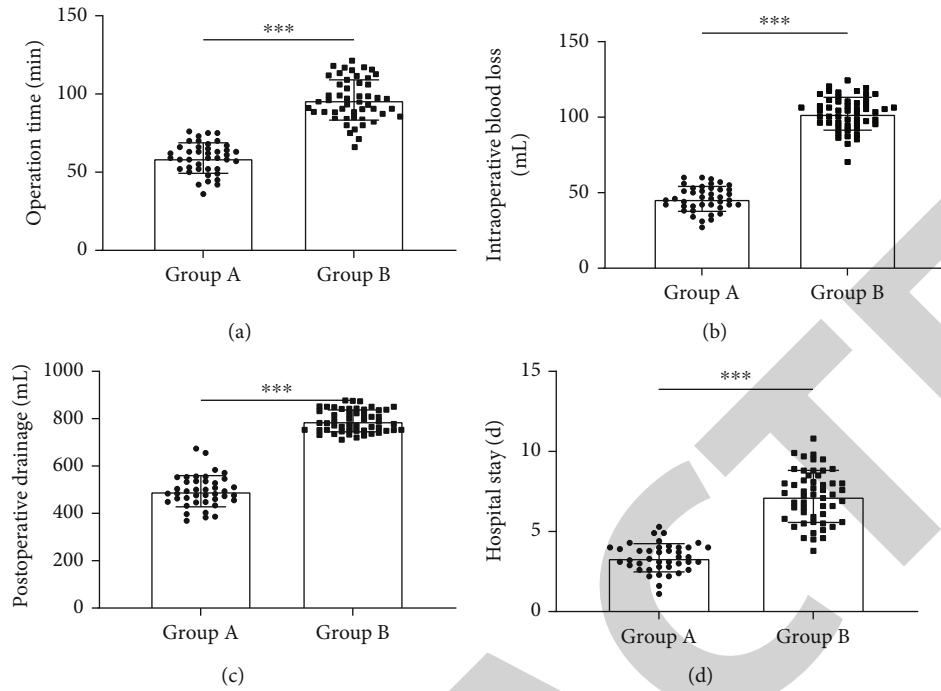 ***
150
100
50
0
Operation time (min)
Group A
Group B
(a)
***
150
100
50
0
Intraoperative blood loss
(mL)
Group A
Group B
(b)
***
1000
800
600
400
200
0
Postoperative drainage (mL)
Group A
Group B
(c)
***
15
10
5
0
Hospital stay (d)
Group A
Group B
(d)